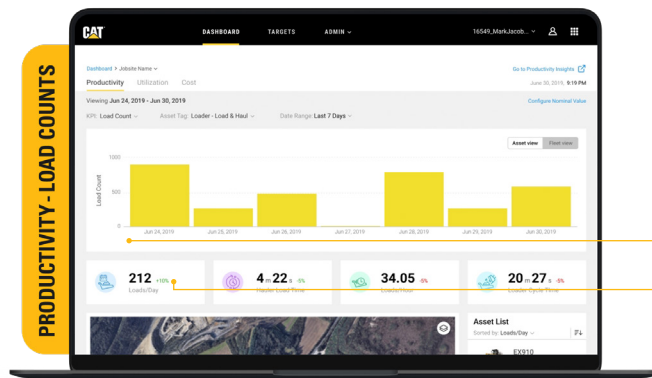 CAT
DASHBOARD TARGETS ADMIN
16549_MarkJacob...
Dashboard > Jobsite Name
Go to Productivity Insights
Productivity Utilization Cost
June 30, 2019, 9:19 PM
Viewing Jun 24, 2019 - Jun 30, 2019
Configure Nominal Value
KPI: Load Count Asset Tag: Loader - Load & Haul Date Range: Last 7 Days
Asset view Fleet view
1000
500
0
Load Count
Jun 24, 2019 Jun 25, 2019 Jun 26, 2019 Jun 27, 2019 Jun 28, 2019 Jun 29, 2019 Jun 30, 2019
212 +10%
Loads/Day
4 m 22 s -5%
Hauler Load Time
34.05 -5%
Loads/Hour
20 m 27 s -5%
Loader Cycle Time
Asset List
Sorted by: Loads/Day
EX910
PRODUCTIVITY - LOAD COUNTS